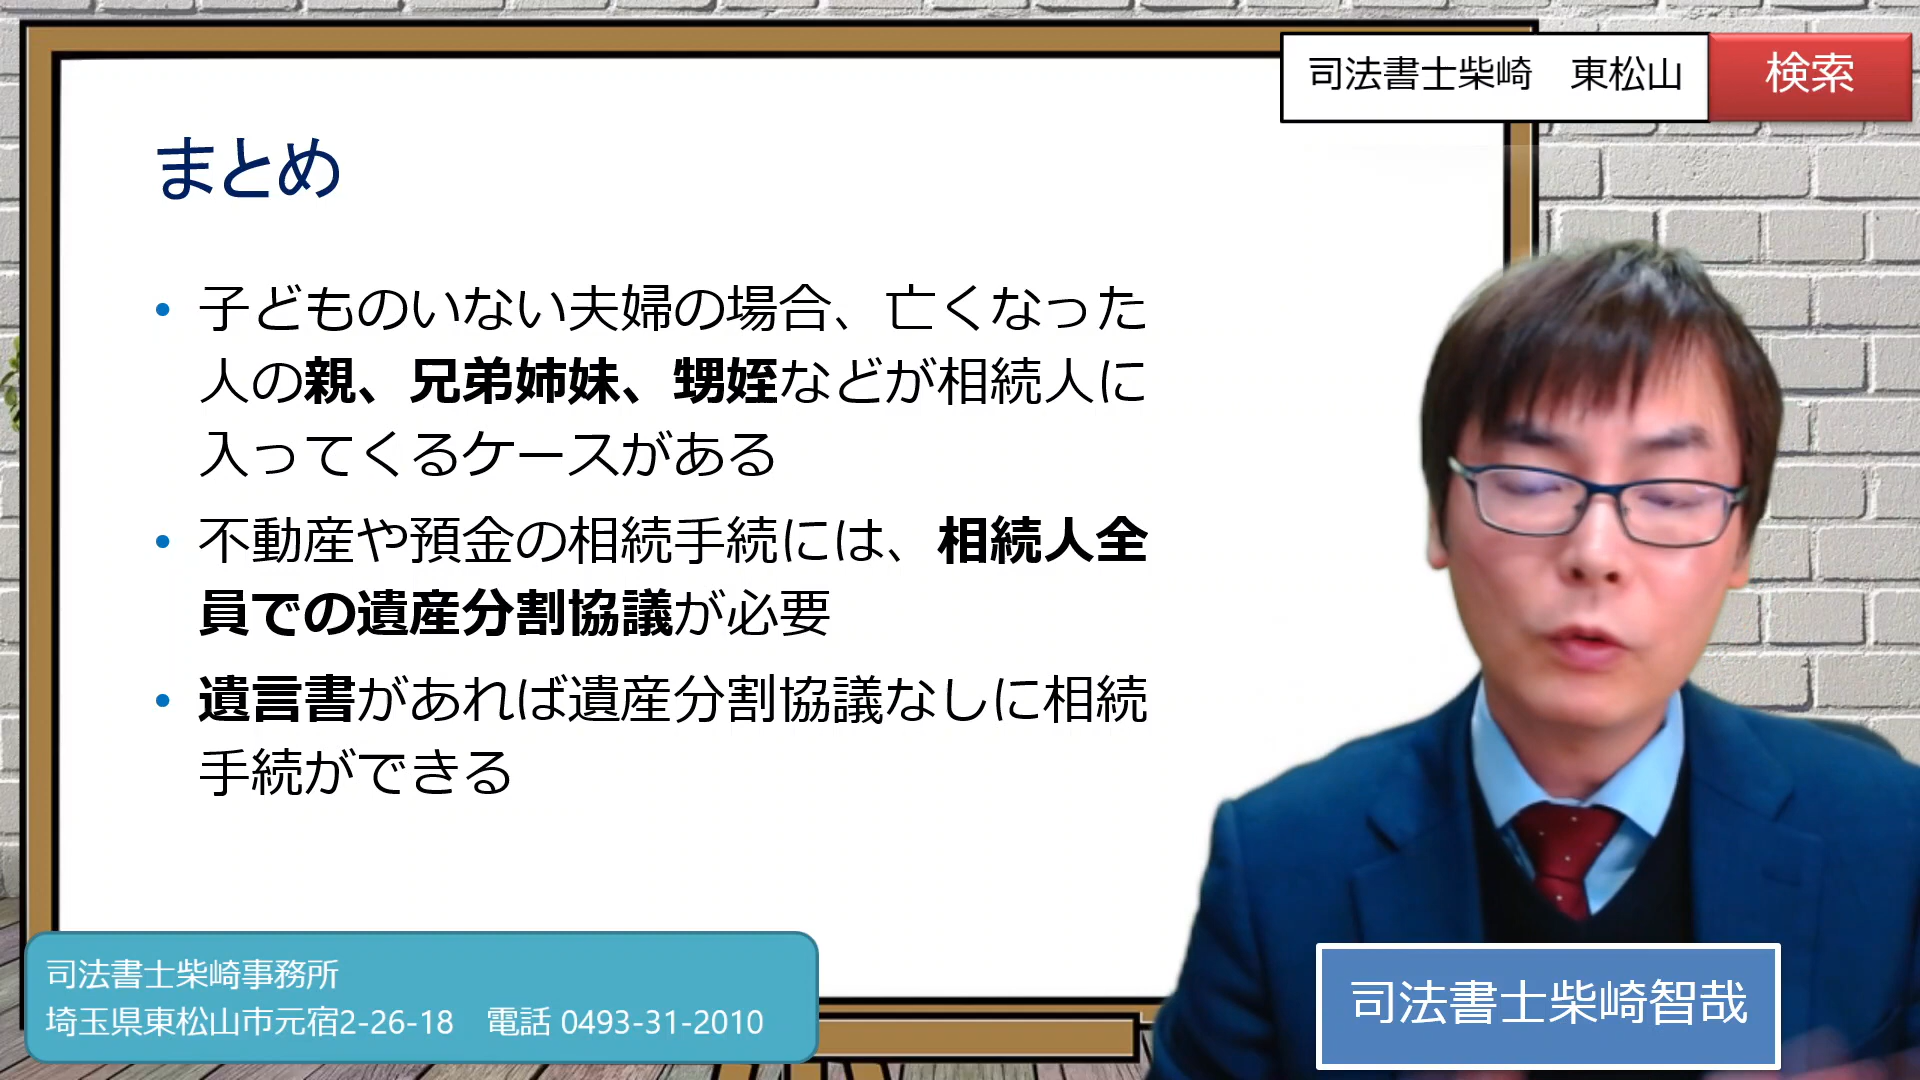 司法書士柴崎　東松山
検索
まとめ
• 子どものいない夫婦の場合、亡くなった
人の親、兄弟姉妹、甥姪などが相続人に
入ってくるケースがある
• 不動産や預金の相続手続には、相続人全
員での遺産分割協議が必要
• 遺言書があれば遺産分割協議なしに相続
手続ができる
司法書士柴崎事務所
埼玉県東松山市元宿2-26-18　電話 0493-31-2010
司法書士柴崎智哉